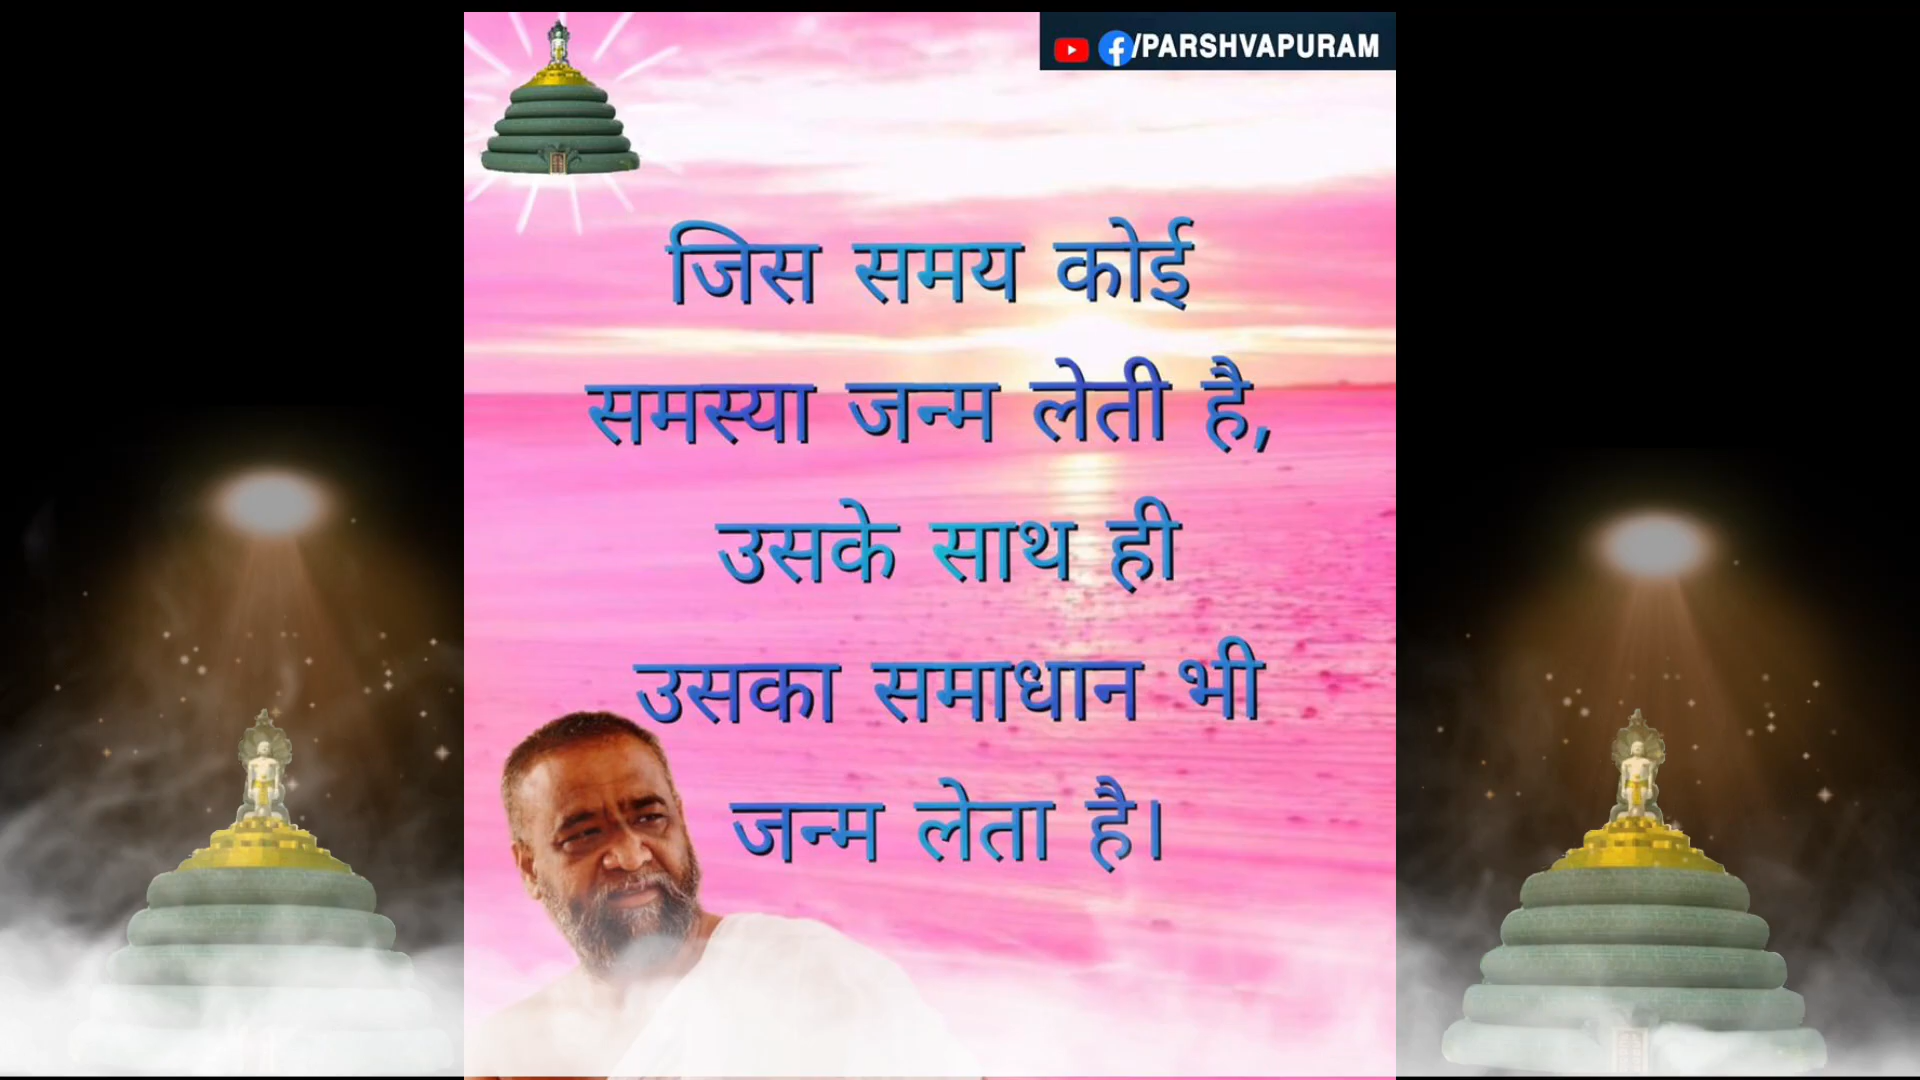 /PARSHVAPURAM
जिस समय कोई
समस्या जन्म लेती है,
उसके साथ ही
उसका समाधान भी
जन्म लेता है।